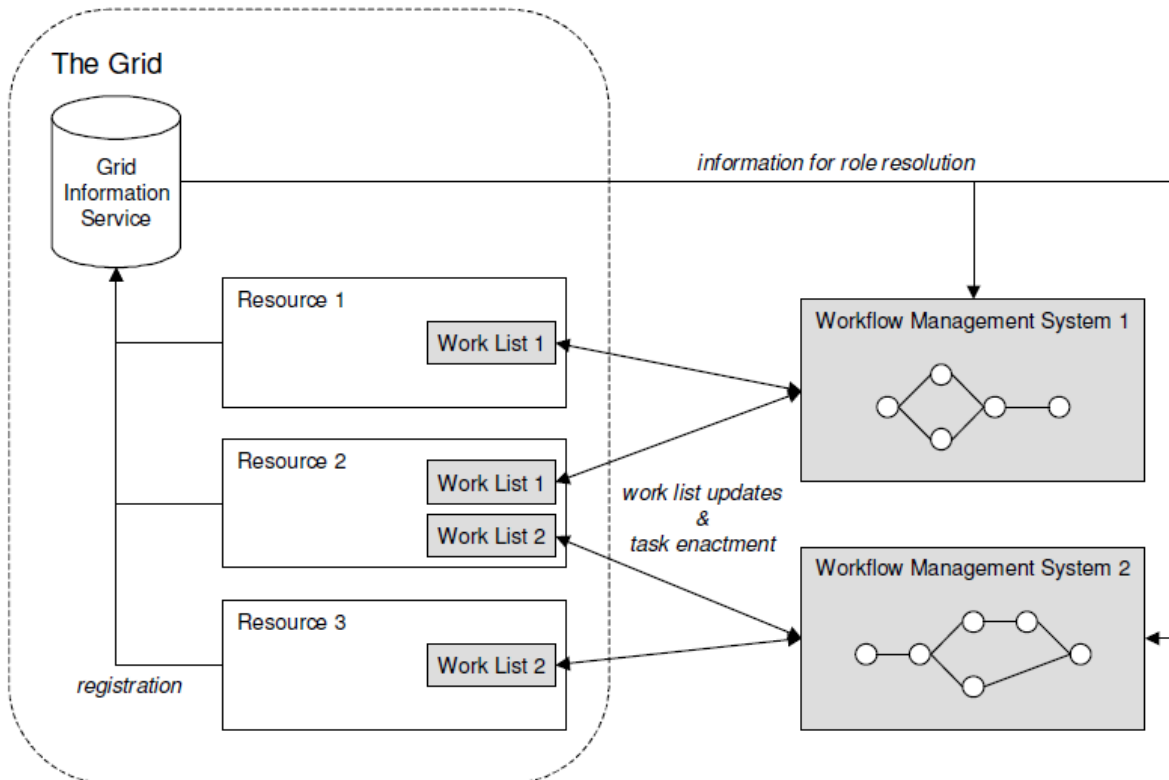 The Grid
Grid
Information
Service
information for role resolution
Resource 1
Work List 1
Workflow Management System 1
Resource 2
Work List 1
Work List 2
work list updates
&
task enactment
Workflow Management System 2
Resource 3
Work List 2
registration